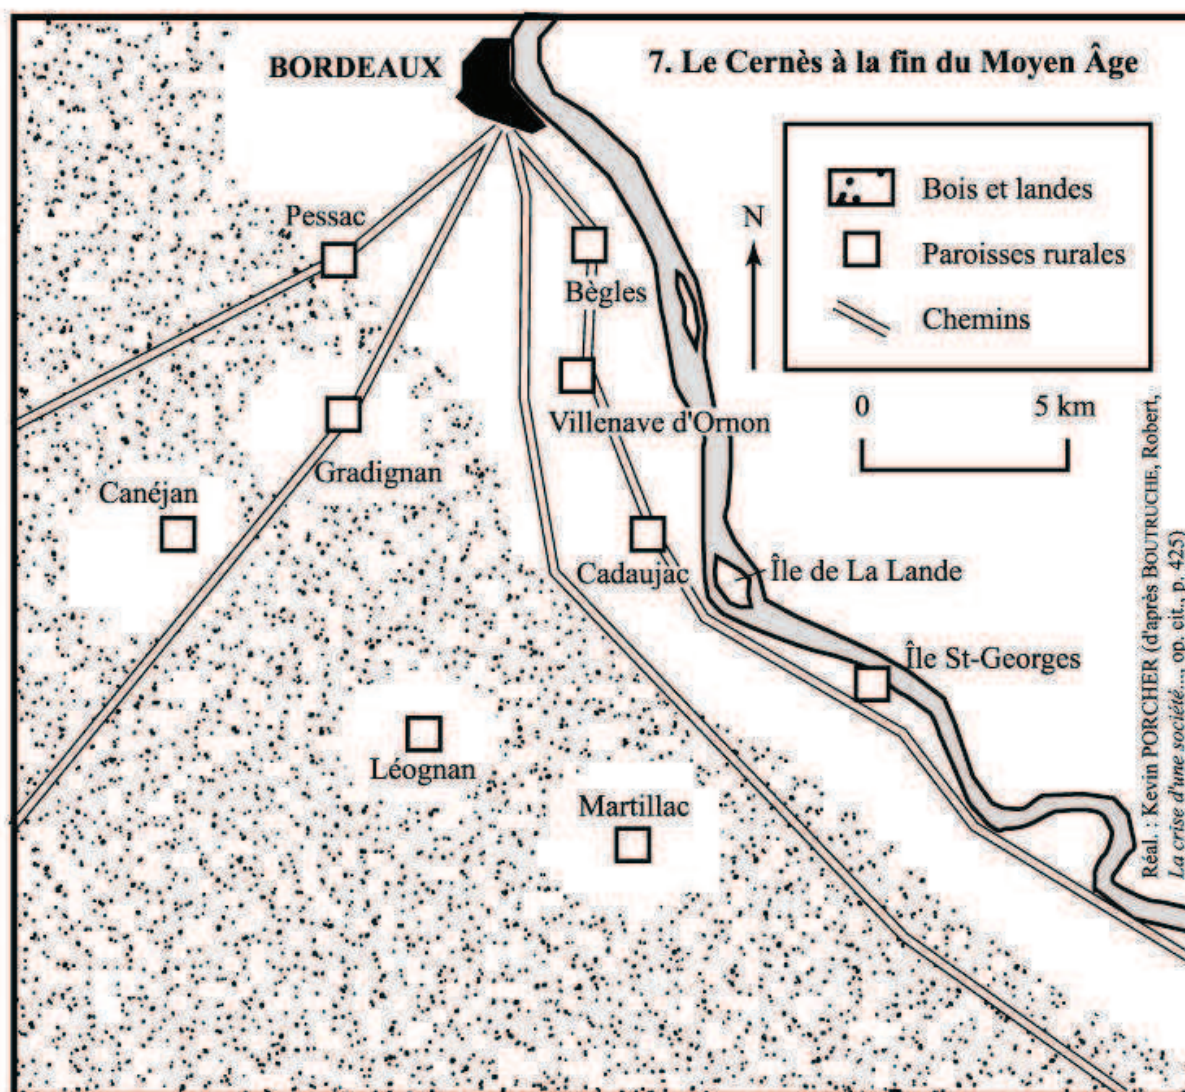 BORDEAUX
7. Le Cernès à la fin du Moyen Âge
Bois et landes
Paroisses rurales
Chemins
N
0 5 km
Pessac
Bègles
Villenave d'Ornon
Gradignan
Canéjan
Cadaujac
Île de La Lande
Île St-Georges
Léognan
Martillac
Réal. : Kevin PORCHER (d'après BOUTRUCHE, Robert,
La crise d'une société..., op. cit., p. 425)